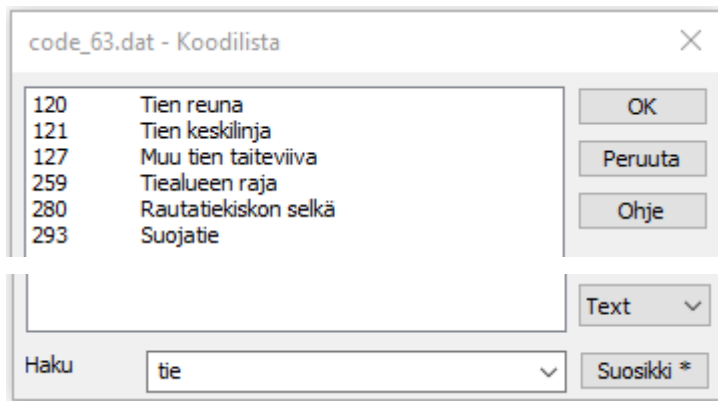 code_63.dat - Koodilista
120 Tien reuna
121 Tien keskilinja
127 Muu tien taiteviiva
259 Tiealueen raja
280 Rautatiekiskon selkä
293 Suojatie
OK
Peruuta
Ohje
Text
Haku
tie
Suosikki *